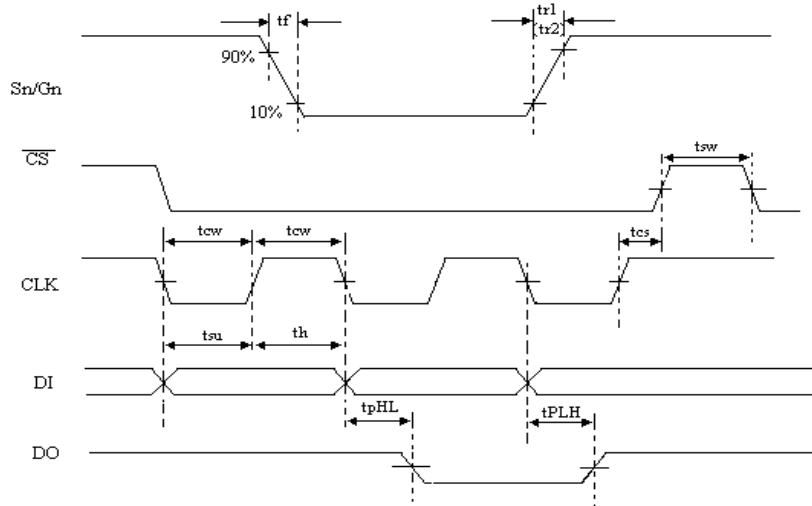 tf
tr1
tr2
90%
Sn/Gn
10%
CS
tsw
tcw
tcw
tcs
CLK
tsu
th
DI
tpHL
tPLH
DO